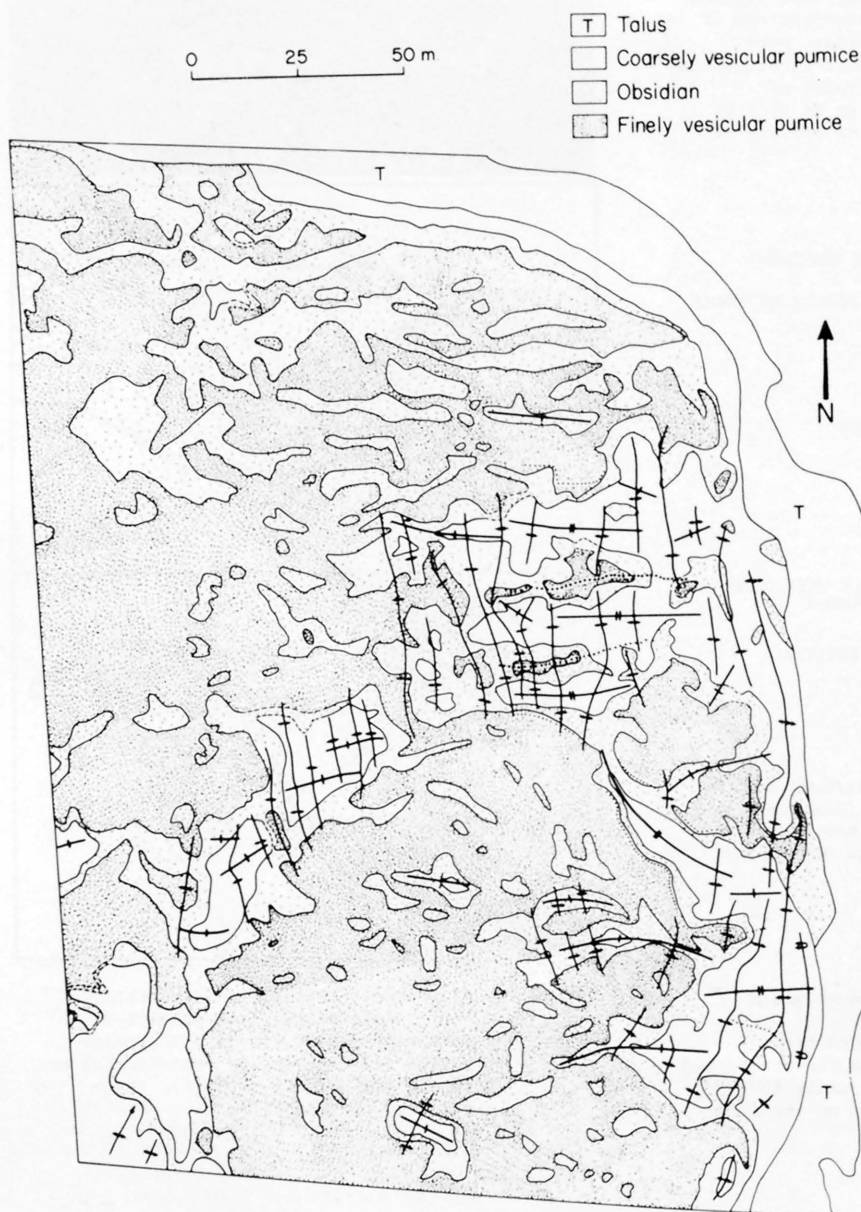 T Talus
0 25 50 m
Coarsely vesicular pumice
Obsidian
Finely vesicular pumice
T
N
T
T